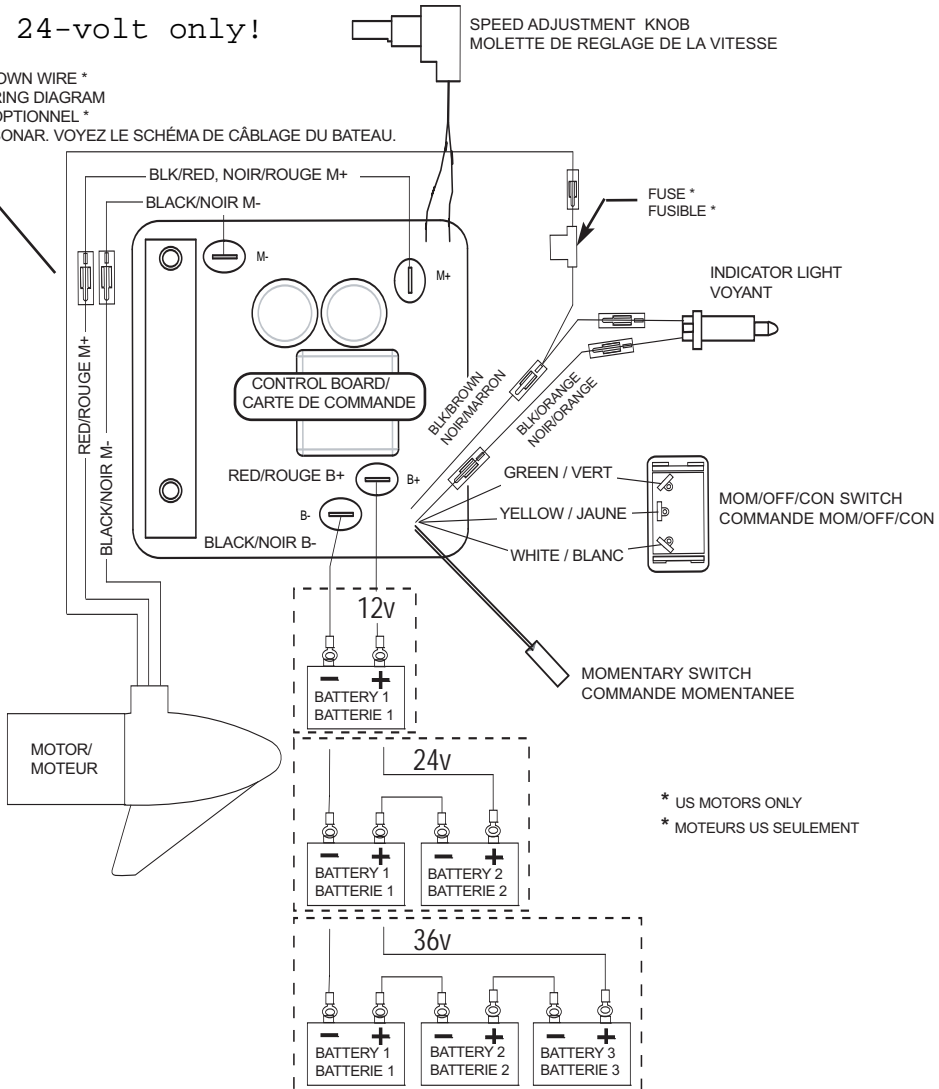 24-volt only!
SPEED ADJUSTMENT KNOB
MOLETTE DE REGLAGE DE LA VITESSE
OWN WIRE *
RING DIAGRAM
OPTIONNEL *
SONAR. VOYEZ LE SCHÉMA DE CÂBLAGE DU BATEAU.
BLK/RED, NOIR/ROUGE M+
BLACK/NOIR M-
FUSE *
FUSIBLE *
M-
M+
INDICATOR LIGHT
VOYANT
RED/ROUGE M+
BLACK/NOIR M-
CONTROL BOARD/
CARTE DE COMMANDE
BLK/BROWN
NOIR/MARRON
BLK/ORANGE
NOIR/ORANGE
RED/ROUGE B+
B+
B-
BLACK/NOIR B-
GREEN / VERT
YELLOW / JAUNE
WHITE / BLANC
MOM/OFF/CON SWITCH
COMMANDE MOM/OFF/CON
12v
BATTERY 1
BATTERIE 1
MOMENTARY SWITCH
COMMANDE MOMENTANEE
MOTOR/
MOTEUR
24v
BATTERY 1
BATTERIE 1
BATTERY 2
BATTERIE 2
* US MOTORS ONLY
* MOTEURS US SEULEMENT
36v
BATTERY 1
BATTERIE 1
BATTERY 2
BATTERIE 2
BATTERY 3
BATTERIE 3